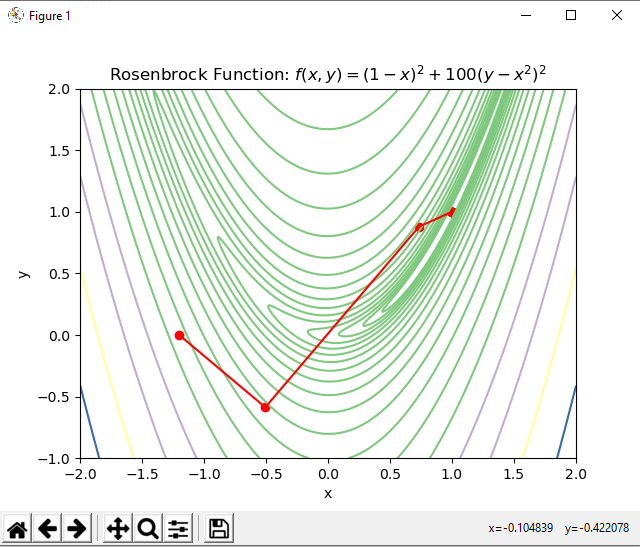 Figure 1
Rosenbrock Function: f(x, y) = (1 − x)² + 100(y − x²)²
2.0
1.5
1.0
0.5
0.0
−0.5
−1.0
y
−2.0 −1.5 −1.0 −0.5 0.0 0.5 1.0 1.5 2.0
x
x=-0.104839 y=-0.422078